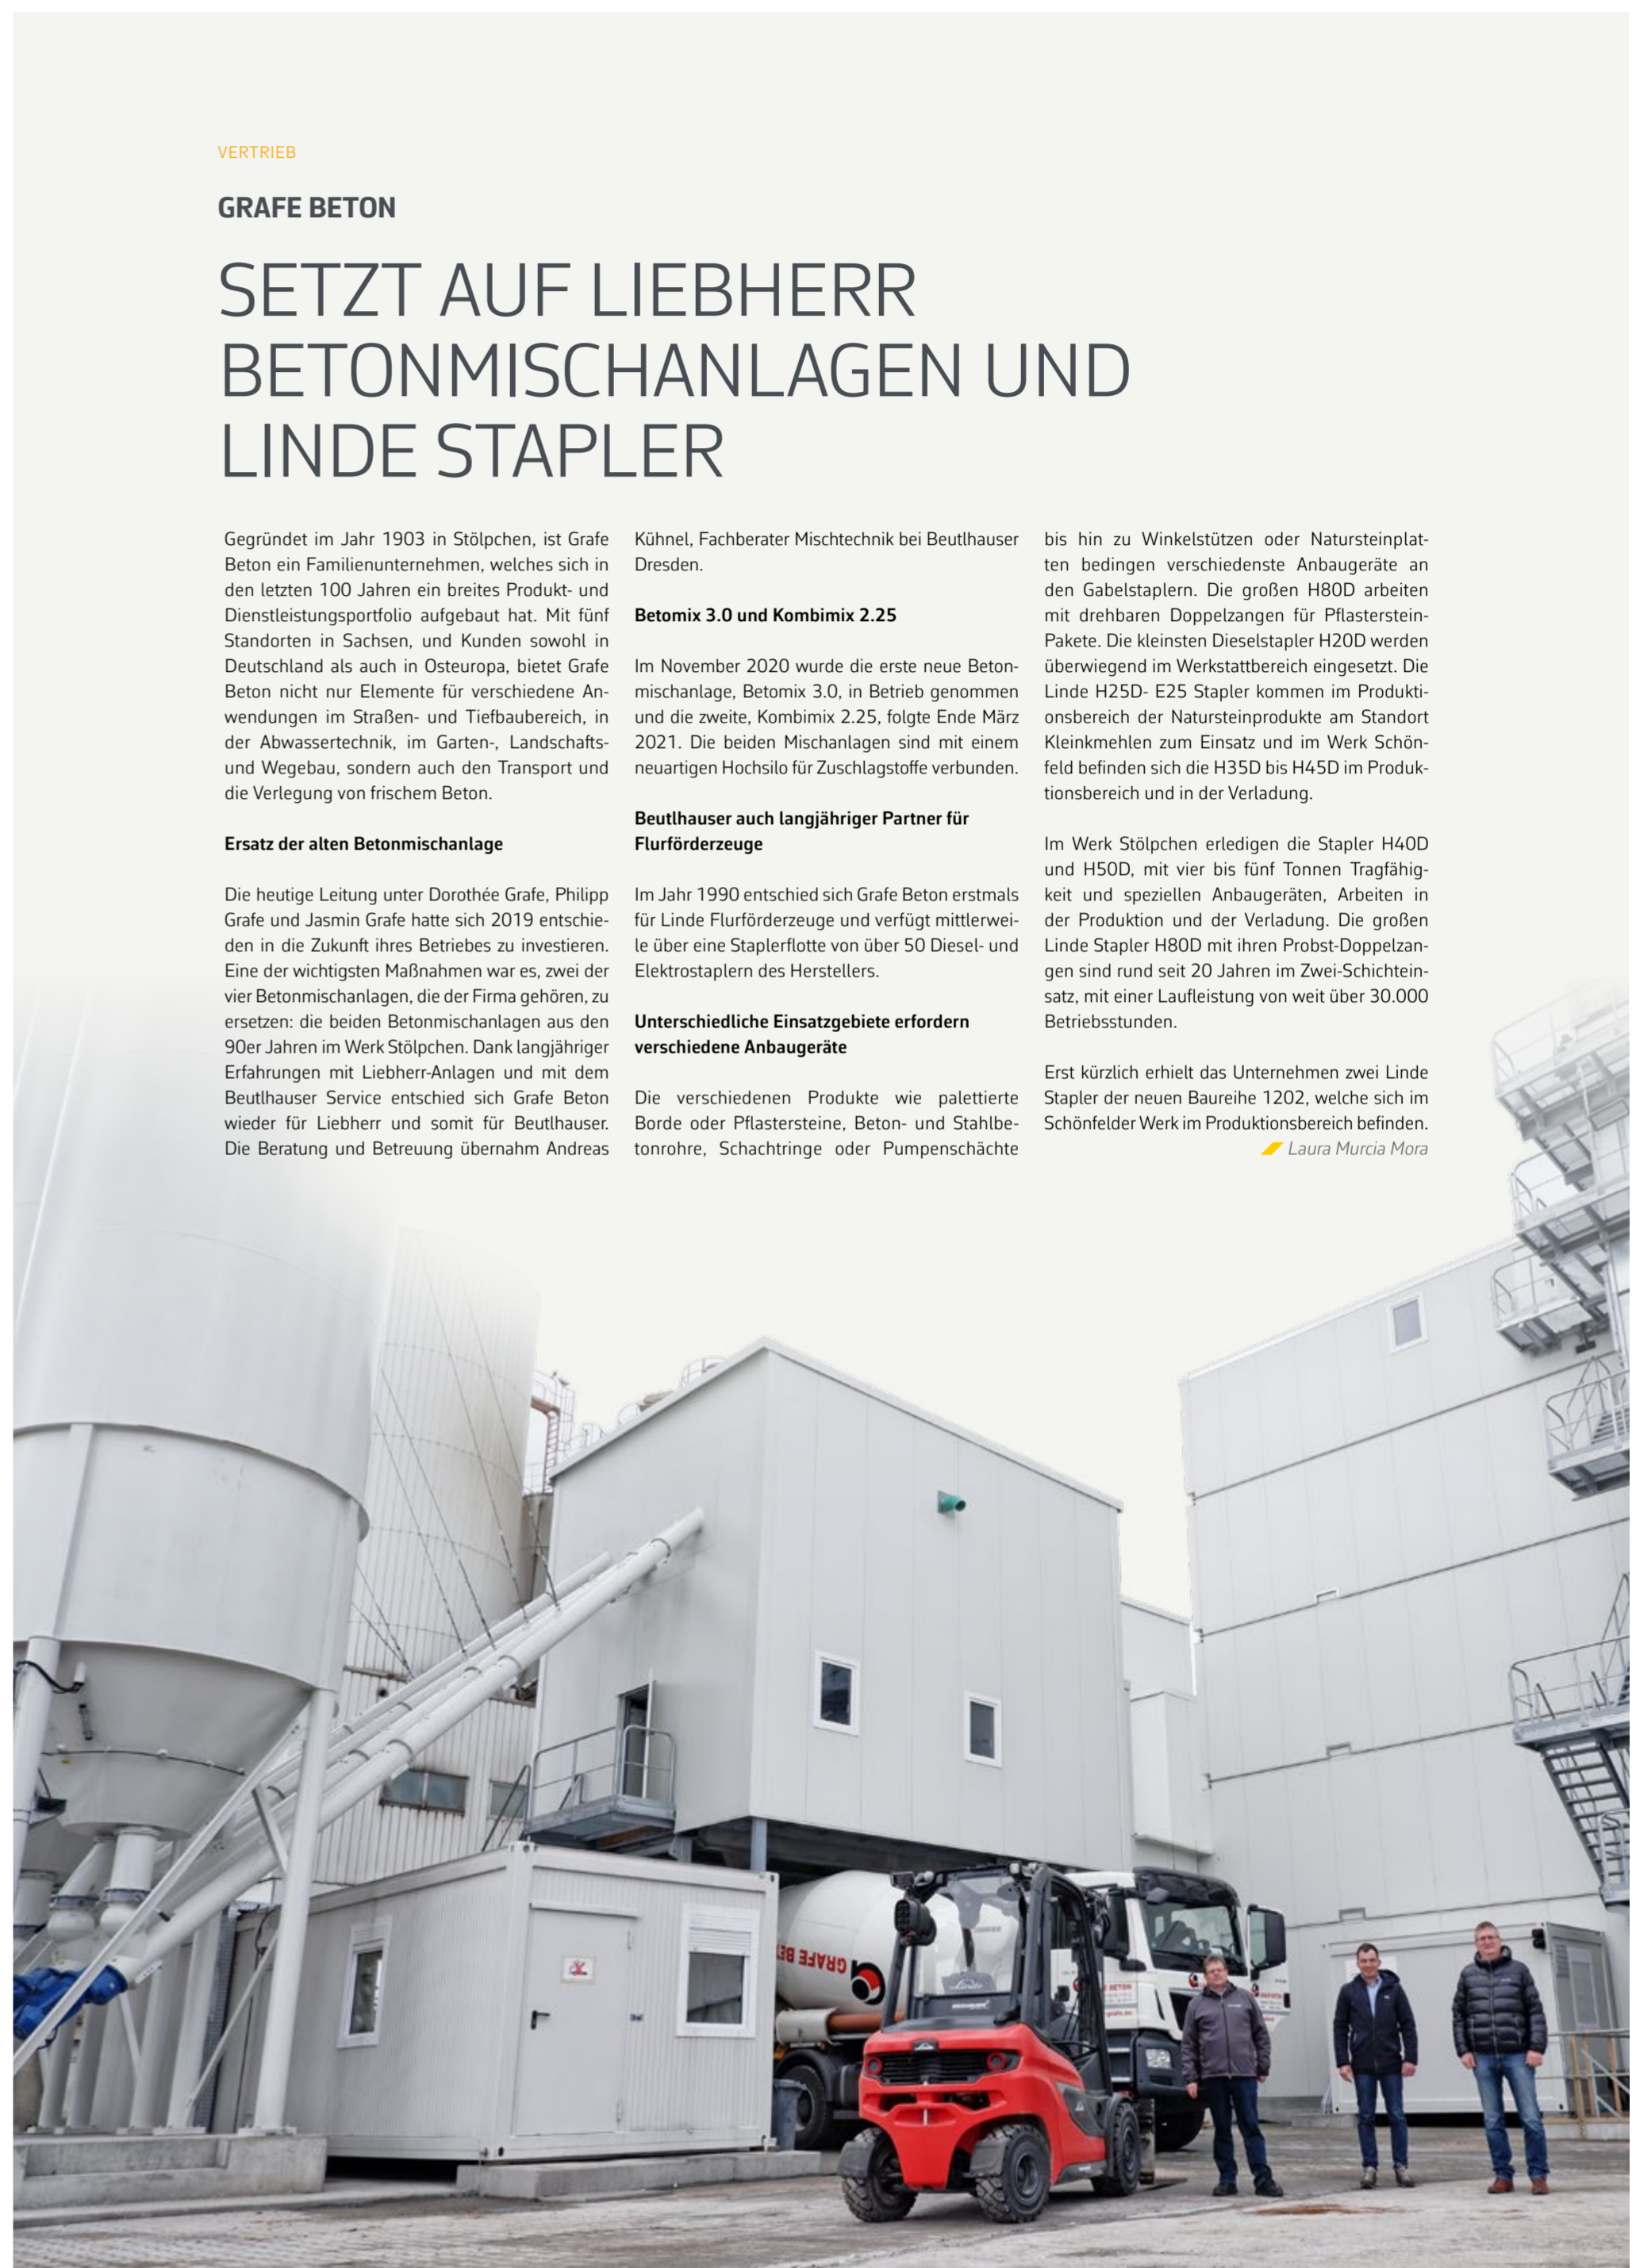 VERTRIEB
GRAFE BETON
SETZT AUF LIEBHERR
BETONMISCHANLAGEN UND
LINDE STAPLER
Gegründet im Jahr 1903 in Stölpchen, ist Grafe
Beton ein Familienunternehmen, welches sich in
den letzten 100 Jahren ein breites Produkt- und
Dienstleistungsportfolio aufgebaut hat. Mit fünf
Standorten in Sachsen, und Kunden sowohl in
Deutschland als auch in Osteuropa, bietet Grafe
Beton nicht nur Elemente für verschiedene An-
wendungen im Straßen- und Tiefbaubereich, in
der Abwassertechnik, im Garten-, Landschafts-
und Wegebau, sondern auch den Transport und
die Verlegung von frischem Beton.
Ersatz der alten Betonmischanlage
Die heutige Leitung unter Dorothée Grafe, Philipp
Grafe und Jasmin Grafe hatte sich 2019 entschie-
den in die Zukunft ihres Betriebes zu investieren.
Eine der wichtigsten Maßnahmen war es, zwei der
vier Betonmischanlagen, die der Firma gehören, zu
ersetzen: die beiden Betonmischanlagen aus den
90er Jahren im Werk Stölpchen. Dank langjähriger
Erfahrungen mit Liebherr-Anlagen und mit dem
Beutlhauser Service entschied sich Grafe Beton
wieder für Liebherr und somit für Beutlhauser.
Die Beratung und Betreuung übernahm Andreas
Kühnel, Fachberater Mischtechnik bei Beutlhauser
Dresden.
Betomix 3.0 und Kombimix 2.25
Im November 2020 wurde die erste neue Beton-
mischanlage, Betomix 3.0, in Betrieb genommen
und die zweite, Kombimix 2.25, folgte Ende März
2021. Die beiden Mischanlagen sind mit einem
neuartigen Hochsilo für Zuschlagstoffe verbunden.
Beutlhauser auch langjähriger Partner für
Flurförderzeuge
Im Jahr 1990 entschied sich Grafe Beton erstmals
für Linde Flurförderzeuge und verfügt mittlerwei-
le über eine Staplerflotte von über 50 Diesel- und
Elektrostaplern des Herstellers.
Unterschiedliche Einsatzgebiete erfordern
verschiedene Anbaugeräte
Die verschiedenen Produkte wie palettierte
Borde oder Pflastersteine, Beton- und Stahlbe-
tonrohre, Schachtringe oder Pumpenschächte
bis hin zu Winkelstützen oder Natursteinplat-
ten bedingen verschiedenste Anbaugeräte an
den Gabelstaplern. Die großen H80D arbeiten
mit drehbaren Doppelzangen für Pflasterstein-
Pakete. Die kleinsten Dieselstapler H20D werden
überwiegend im Werkstattbereich eingesetzt. Die
Linde H25D- E25 Stapler kommen im Produkti-
onsbereich der Natursteinprodukte am Standort
Kleinkmehlen zum Einsatz und im Werk Schön-
feld befinden sich die H35D bis H45D im Produk-
tionsbereich und in der Verladung.
Im Werk Stölpchen erledigen die Stapler H40D
und H50D, mit vier bis fünf Tonnen Tragfähig-
keit und speziellen Anbaugeräten, Arbeiten in
der Produktion und der Verladung. Die großen
Linde Stapler H80D mit ihren Probst-Doppelzan-
gen sind rund seit 20 Jahren im Zwei-Schichtein-
satz, mit einer Laufleistung von weit über 30.000
Betriebsstunden.
Erst kürzlich erhielt das Unternehmen zwei Linde
Stapler der neuen Baureihe 1202, welche sich im
Schönfelder Werk im Produktionsbereich befinden.
Laura Murcia Mora
GRAFE BE
Linde
BETON